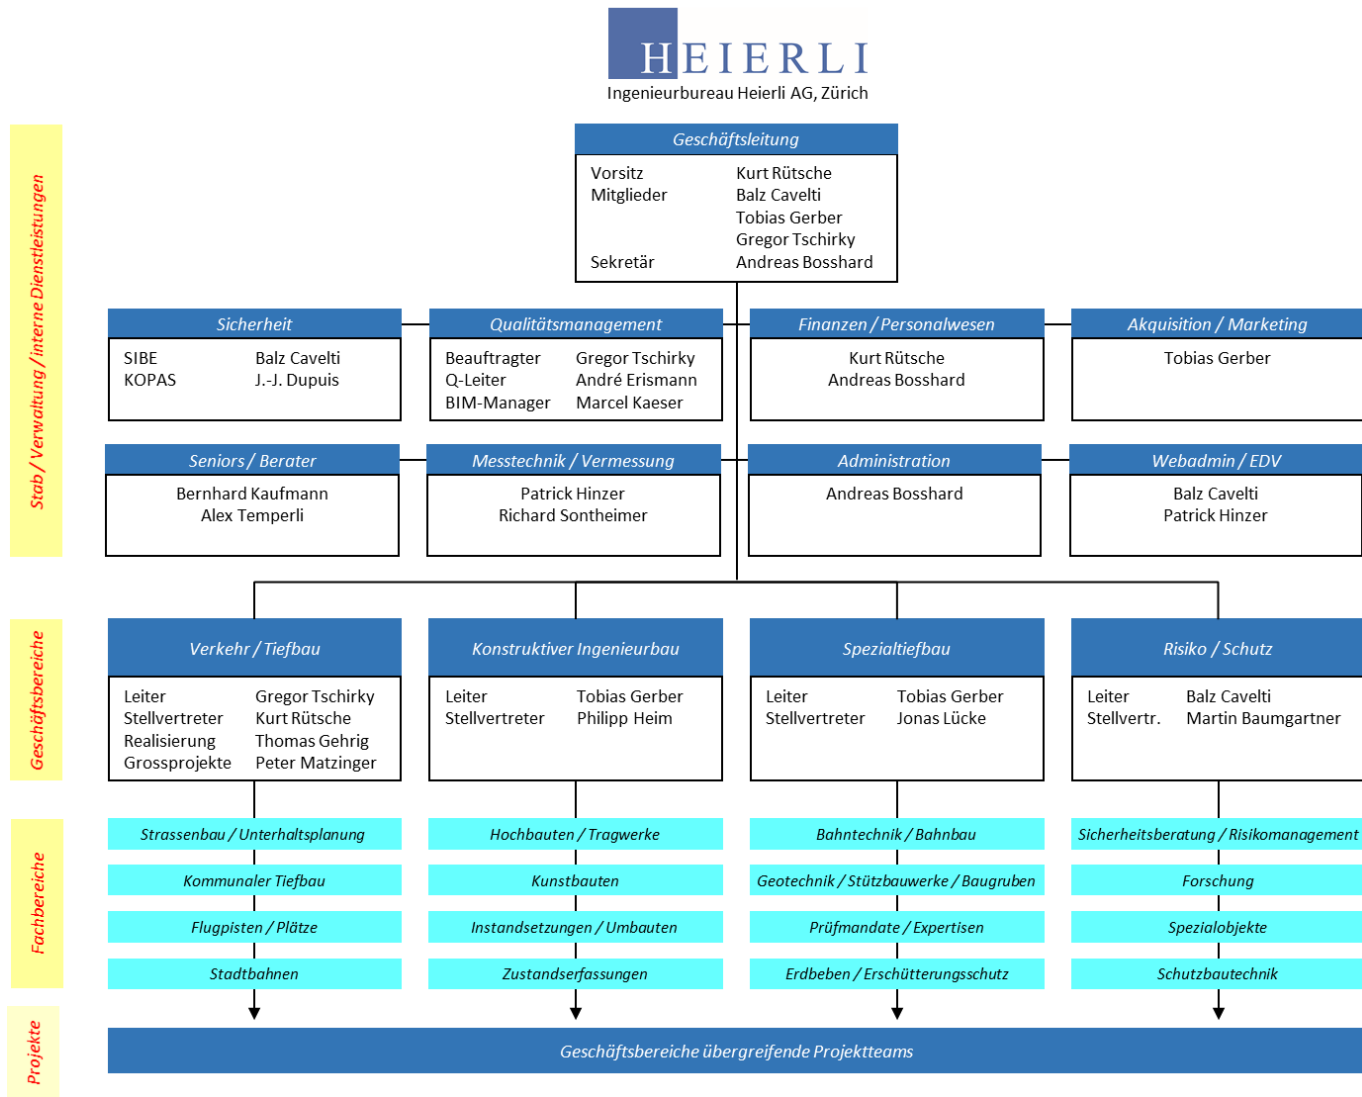 HEIERLI
Ingenieurbureau Heierli AG, Zürich
Stab / Verwaltung / interne Dienstleistungen
Geschäftsleitung
Vorsitz Kurt Rütsche
Mitglieder Balz Cavelti
Tobias Gerber
Gregor Tschirky
Sekretär Andreas Bosshard
Sicherheit
SIBE Balz Cavelti
KOPAS J.-J. Dupuis
Qualitätsmanagement
Beauftragter Gregor Tschirky
Q-Leiter André Erismann
BIM-Manager Marcel Kaeser
Finanzen / Personalwesen
Kurt Rütsche
Andreas Bosshard
Akquisition / Marketing
Tobias Gerber
Seniors / Berater
Bernhard Kaufmann
Alex Temperli
Messtechnik / Vermessung
Patrick Hinzer
Richard Sontheimer
Administration
Andreas Bosshard
Webadmin / EDV
Balz Cavelti
Patrick Hinzer
Geschäftsbereiche
Verkehr / Tiefbau
Leiter Gregor Tschirky
Stellvertreter Kurt Rütsche
Realisierung Thomas Gehrig
Grossprojekte Peter Matzinger
Konstruktiver Ingenieurbau
Leiter Tobias Gerber
Stellvertreter Philipp Heim
Spezialtiefbau
Leiter Tobias Gerber
Stellvertreter Jonas Lücke
Risiko / Schutz
Leiter Balz Cavelti
Stellvertr. Martin Baumgartner
Fachbereiche
Strassenbau / Unterhaltsplanung
Kommunaler Tiefbau
Flugpisten / Plätze
Stadtbahnen
Hochbauten / Tragwerke
Kunstbauten
Instandsetzungen / Umbauten
Zustandserfassungen
Bahntechnik / Bahnbau
Geotechnik / Stützbauwerke / Baugruben
Prüfmandate / Expertisen
Erdbeben / Erschütterungsschutz
Sicherheitsberatung / Risikomanagement
Forschung
Spezialobjekte
Schutzbautechnik
Projekte
Geschäftsbereiche übergreifende Projektteams